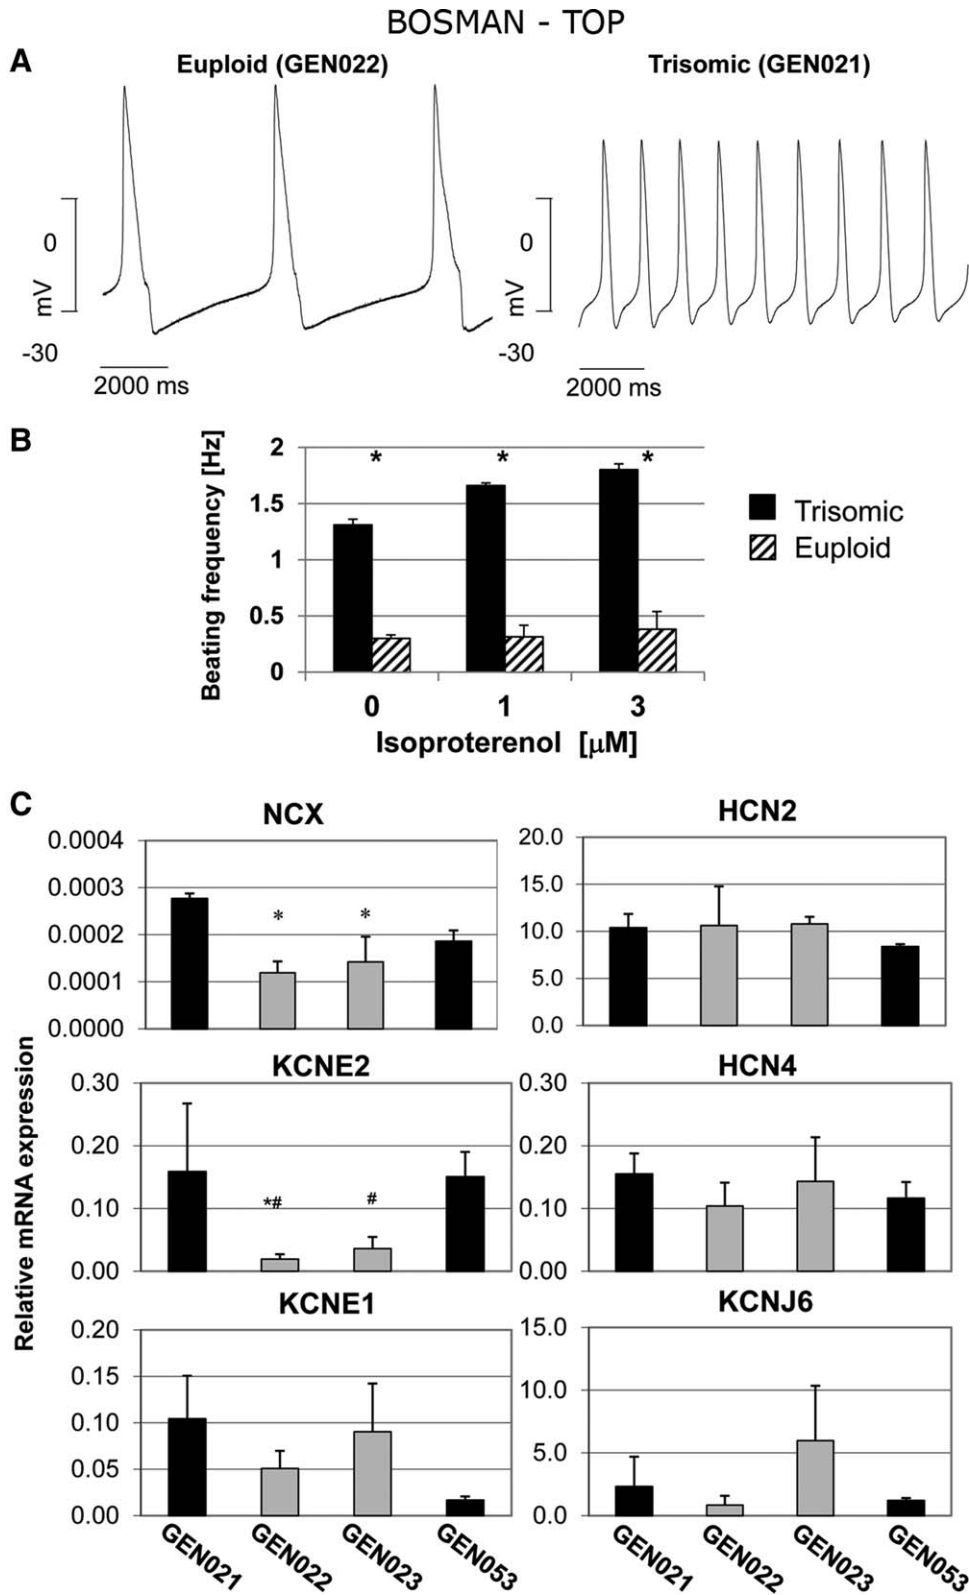 BOSMAN - TOP
A
Euploid (GEN022)
Trisomic (GEN021)
0
mV
-30
2000 ms
0
mV
-30
2000 ms
B
Beating frequency [Hz]
2
1.5
1
0.5
0
* * *
0 1 3
Isoproterenol [μM]
Trisomic
Euploid
C
Relative mRNA expression
NCX
0.0004
0.0003
0.0002
0.0001
0.0000
* *
HCN2
20.0
15.0
10.0
5.0
0.0
KCNE2
0.30
0.20
0.10
0.00
*# #
HCN4
0.30
0.20
0.10
0.00
KCNE1
0.20
0.15
0.10
0.05
0.00
GEN021 GEN022 GEN023 GEN053
KCNJ6
15.0
10.0
5.0
0.0
GEN021 GEN022 GEN023 GEN053